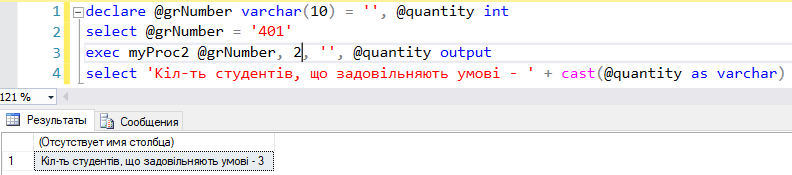 1 declare @grNumber varchar(10) = '', @quantity int
2 select @grNumber = '401'
3 exec myProc2 @grNumber, 2, '', @quantity output
4 select 'Кіл-ть студентів, що задовільняють умові - ' + cast(@quantity as varchar)
121 %
Результаты Сообщения
(Отсутствует имя столбца)
1 Кіл-ть студентів, що задовільняють умові - 3